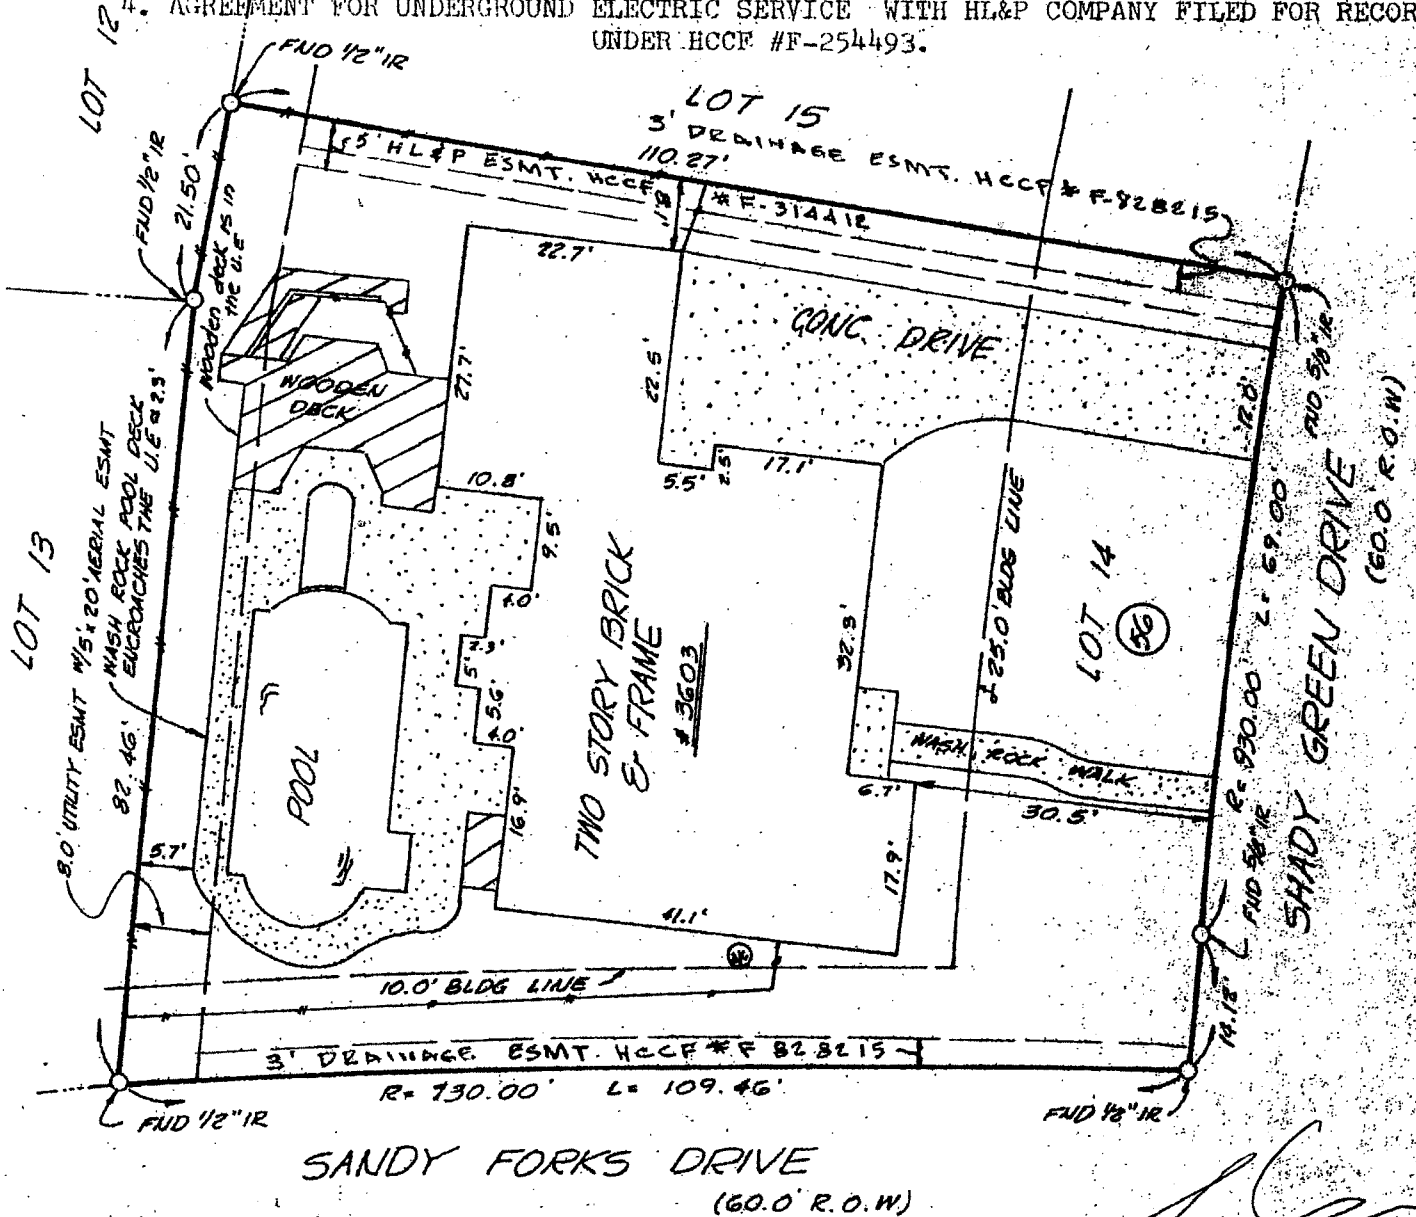 4. AGREEMENT FOR UNDERGROUND ELECTRIC SERVICE WITH HL&P COMPANY FILED FOR RECOR
UNDER HCCF #F-254493.
LOT 12
FND 1/2" IR
LOT 15
3' DRAINAGE ESMT. HCCF # F-828215
110.27'
5' HL&P ESMT. HCCF
# F-314412
8.1'
FND 1/2" IR
21.50'
Wooden deck is in
the U.E
22.7'
CONC. DRIVE
27.7'
22.5'
12.0'
FND 5/8" IR
WOODEN
DECK
5.5'
2.5'
17.1'
10.8'
9.5'
4.0'
2.3'
5'
5.6'
4.0'
16.9'
LOT 13
8.0' UTILITY ESMT W/5'x20' AERIAL ESMT
WASH ROCK POOL DECK
ENCROACHES THE U.E @ 2.3'
82.46'
5.7'
POOL
TWO STORY BRICK
& FRAME
# 3603
32.3'
25.0' BLDG LINE
LOT 14
56
WASH ROCK WALK
6.7'
30.5'
17.9'
41.1'
R= 930.00' L= 69.00'
SHADY GREEN DRIVE
(60.0' R.O.W)
FND 5/8" IR
14.12'
10.0' BLDG LINE
3' DRAINAGE ESMT. HCCF # F 828215
R= 730.00' L= 109.46'
FND 1/2" IR
FND 1/2" IR
SANDY FORKS DRIVE
(60.0' R.O.W)